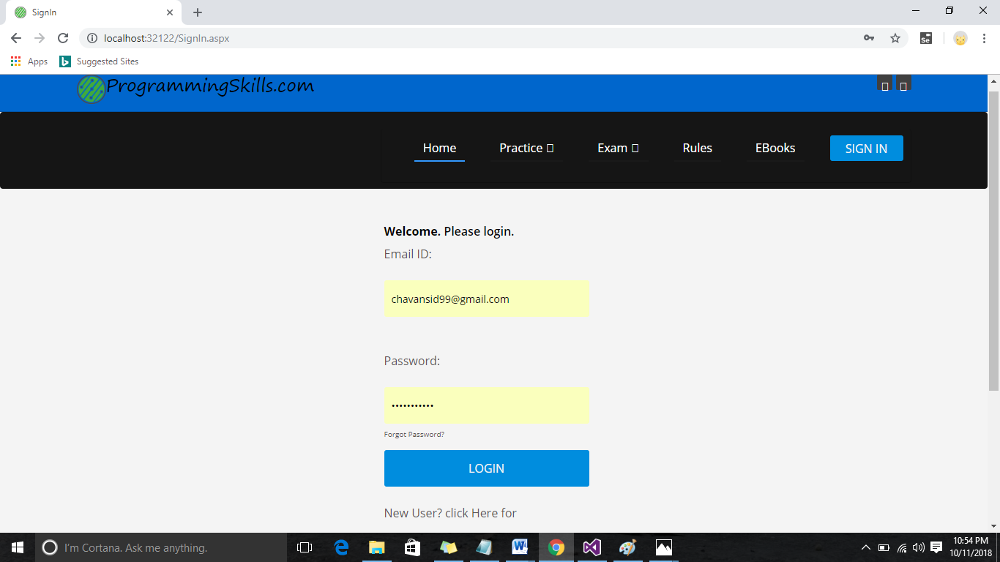 SignIn
localhost:32122/SignIn.aspx
Se
Apps
Suggested Sites
ProgrammingSkills.com
Home Practice Exam Rules EBooks SIGN IN
Welcome. Please login.
Email ID:
chavansid99@gmail.com
Password:
•••••••••••
Forgot Password?
LOGIN
New User? click Here for
I'm Cortana. Ask me anything.
10:54 PM
10/11/2018